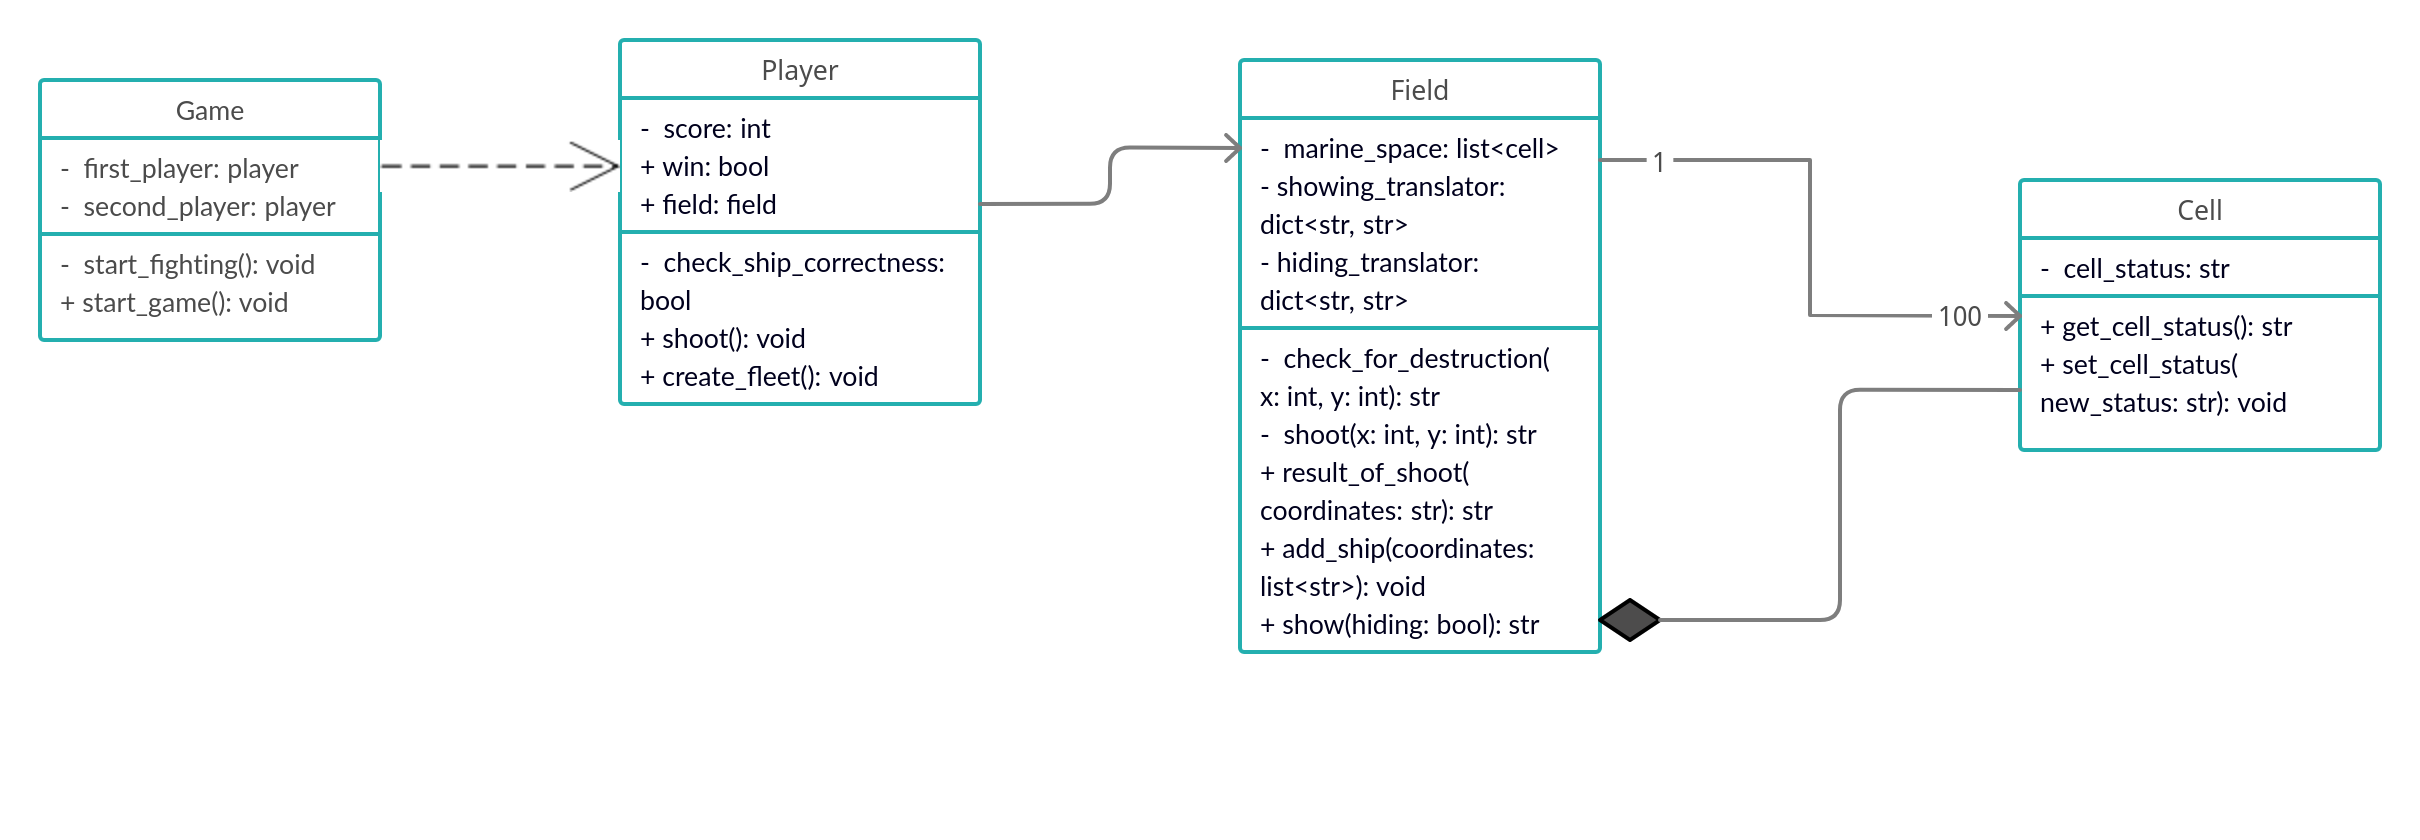 Game
- first_player: player
- second_player: player
- start_fighting(): void
+ start_game(): void
Player
- score: int
+ win: bool
+ field: field
- check_ship_correctness:
bool
+ shoot(): void
+ create_fleet(): void
Field
- marine_space: list<cell>
- showing_translator:
dict<str, str>
- hiding_translator:
dict<str, str>
- check_for_destruction(
x: int, y: int): str
- shoot(x: int, y: int): str
+ result_of_shoot(
coordinates: str): str
+ add_ship(coordinates:
list<str>): void
+ show(hiding: bool): str
1
100
Cell
- cell_status: str
+ get_cell_status(): str
+ set_cell_status(
new_status: str): void